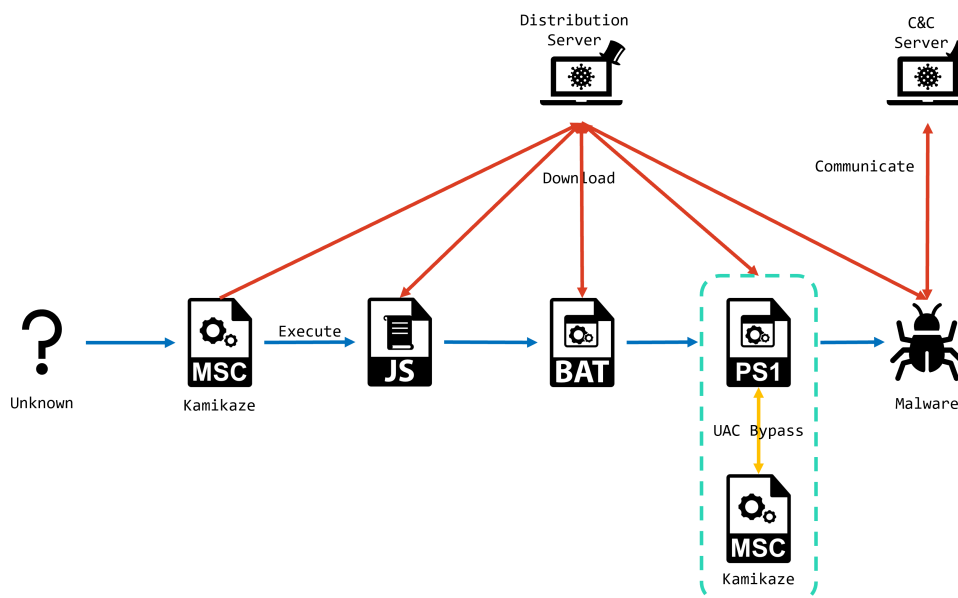 Distribution
Server
C&C
Server
Download
Communicate
Execute
MSC
JS
BAT
PS1
Unknown
Kamikaze
Malware
UAC Bypass
MSC
Kamikaze